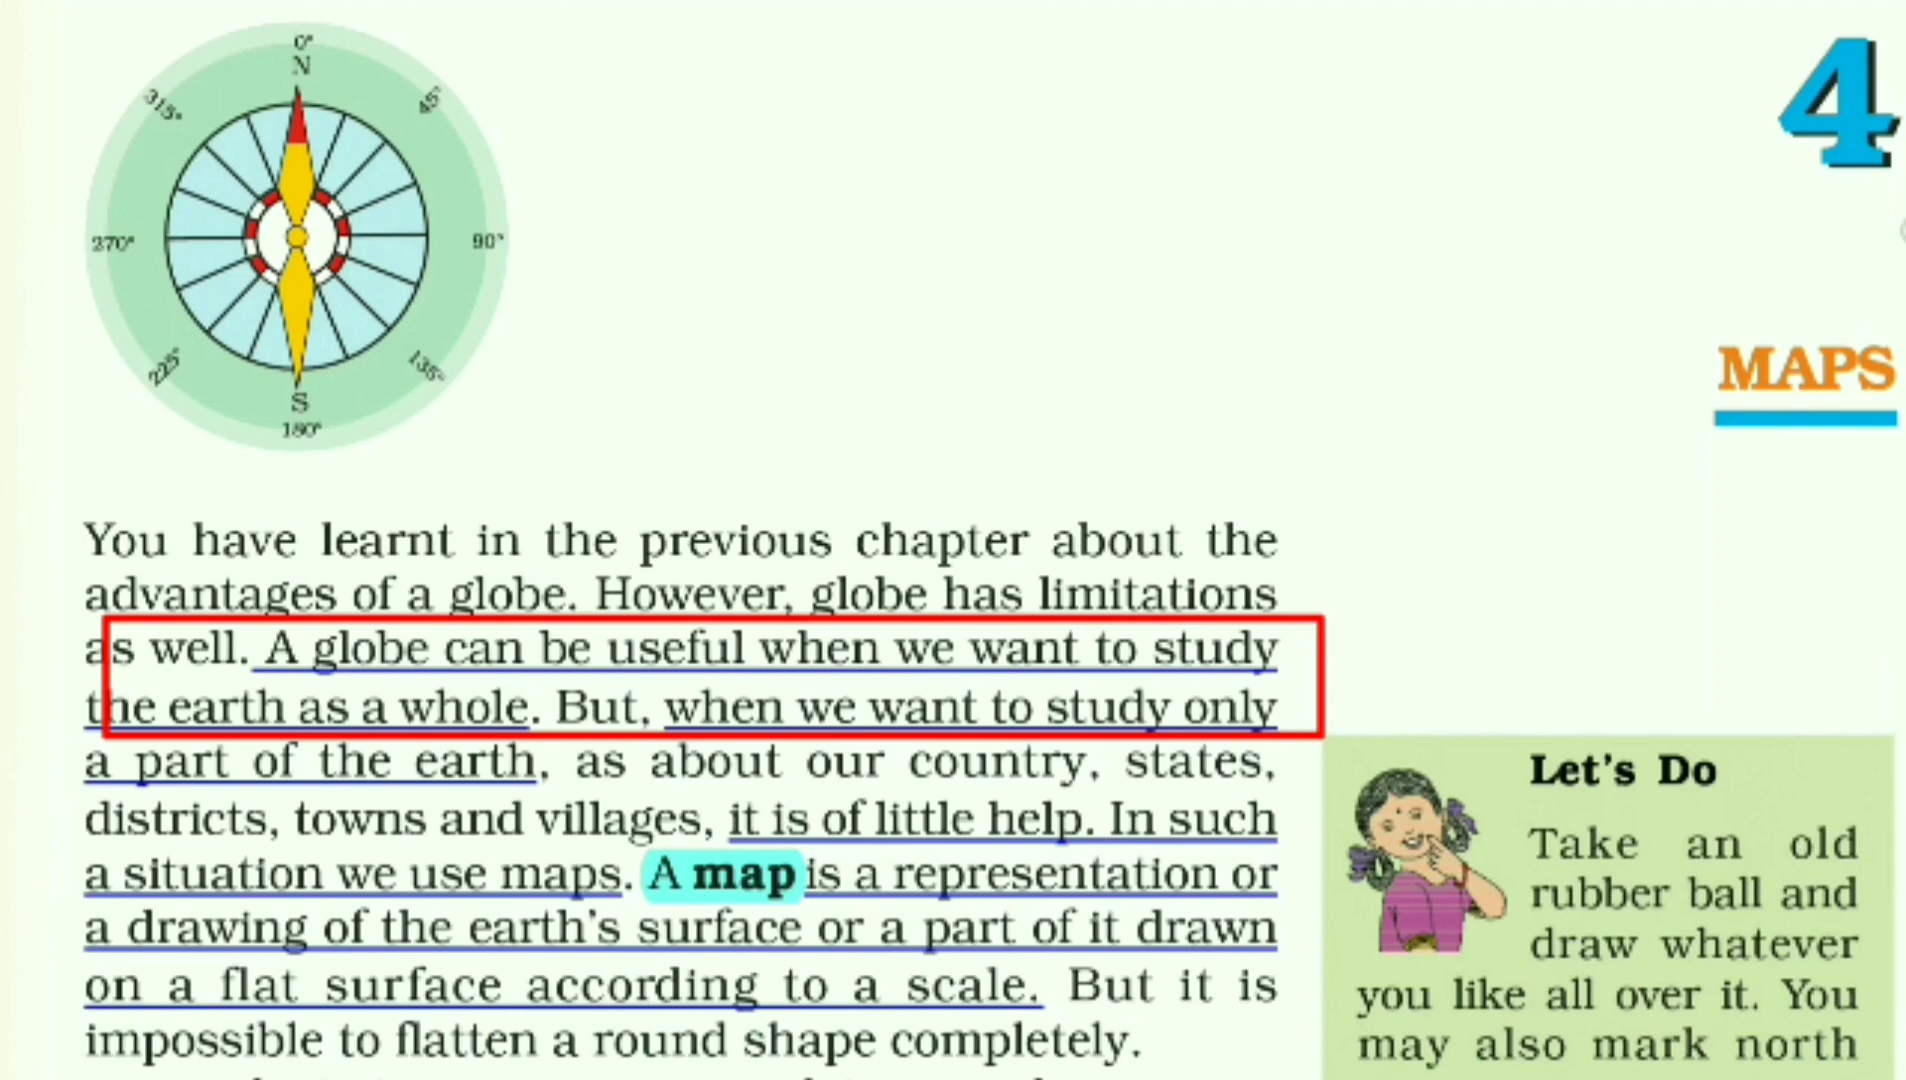 0°
N
45°
90°
135°
S
180°
225°
270°
315°
4
MAPS
You have learnt in the previous chapter about the
advantages of a globe. However, globe has limitations
as well. A globe can be useful when we want to study
the earth as a whole. But, when we want to study only
a part of the earth, as about our country, states,
districts, towns and villages, it is of little help. In such
a situation we use maps. A map is a representation or
a drawing of the earth's surface or a part of it drawn
on a flat surface according to a scale. But it is
impossible to flatten a round shape completely.
Let's Do
Take an old
rubber ball and
draw whatever
you like all over it. You
may also mark north